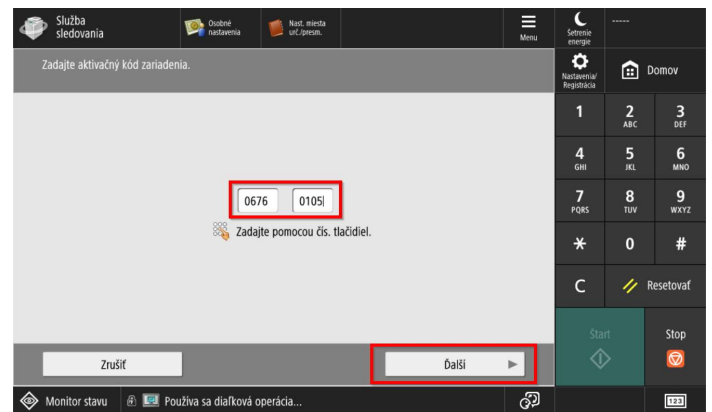 Služba
sledovania
Osobné
nastavenia
Nast. miesta
urč./presm.
Menu
Šetrenie
energie
-----
Zadajte aktivačný kód zariadenia.
Nastavenia/
Registrácia
Domov
1
2
ABC
3
DEF
4
GHI
5
JKL
6
MNO
7
PQRS
8
TUV
9
WXYZ
0676
0105
Zadajte pomocou čís. tlačidiel.
*
0
#
C
Resetovať
Štart
Stop
Zrušiť
Ďalší
Monitor stavu
Používa sa diaľková operácia...
123